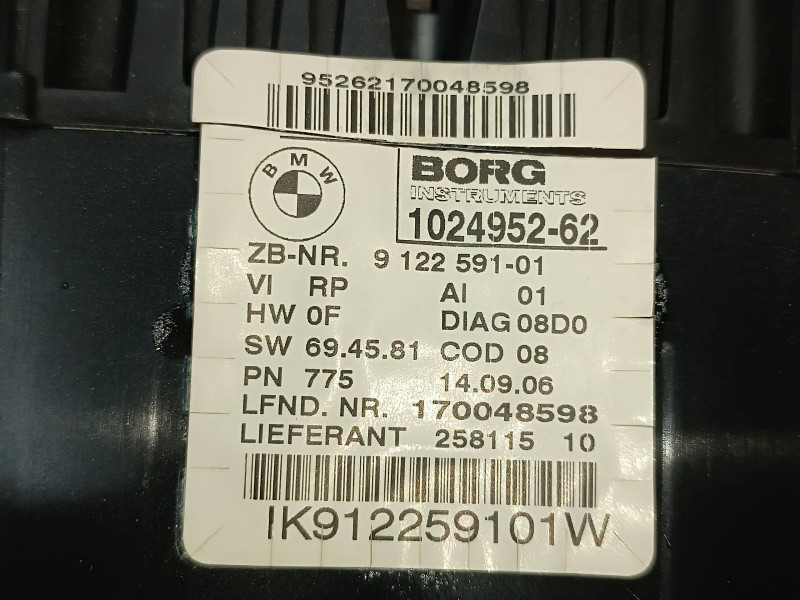 95262170048598
BMW
BORG
INSTRUMENTS
1024952-62
ZB-NR. 9 122 591-01
VI RP AI 01
HW 0F DIAG 08D0
SW 69.45.81 COD 08
PN 775 14.09.06
LFND. NR. 170048598
LIEFERANT 258115 10
IK912259101W